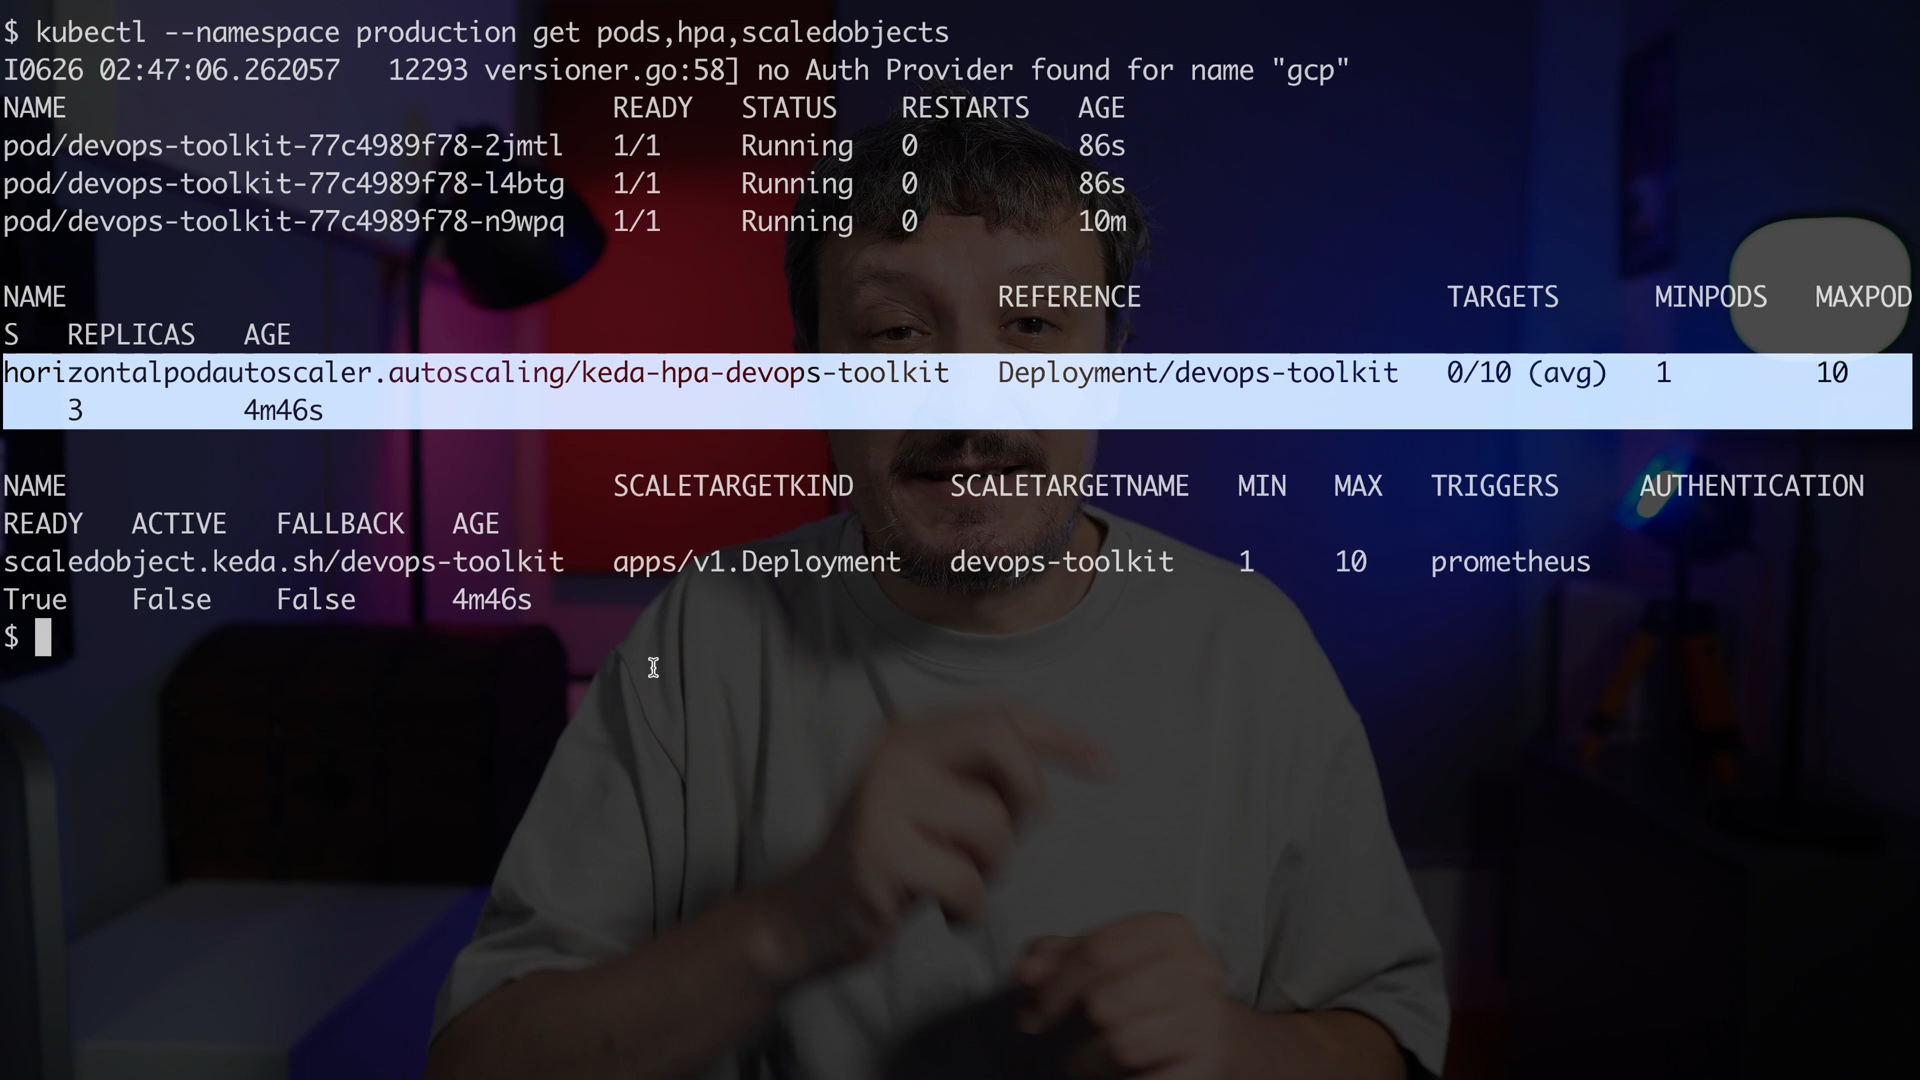 $ kubectl --namespace production get pods,hpa,scaledobjects
I0626 02:47:06.262057   12293 versioner.go:58] no Auth Provider found for name "gcp"
NAME                                  READY   STATUS    RESTARTS   AGE
pod/devops-toolkit-77c4989f78-2jmtl   1/1     Running   0          86s
pod/devops-toolkit-77c4989f78-l4btg   1/1     Running   0          86s
pod/devops-toolkit-77c4989f78-n9wpq   1/1     Running   0          10m
NAME                                                          REFERENCE                   TARGETS      MINPODS   MAXPOD
S   REPLICAS   AGE
horizontalpodautoscaler.autoscaling/keda-hpa-devops-toolkit   Deployment/devops-toolkit   0/10 (avg)   1         10
    3          4m46s
NAME                                  SCALETARGETKIND      SCALETARGETNAME   MIN   MAX   TRIGGERS     AUTHENTICATION
READY   ACTIVE   FALLBACK   AGE
scaledobject.keda.sh/devops-toolkit   apps/v1.Deployment   devops-toolkit    1     10    prometheus
True    False    False      4m46s
$